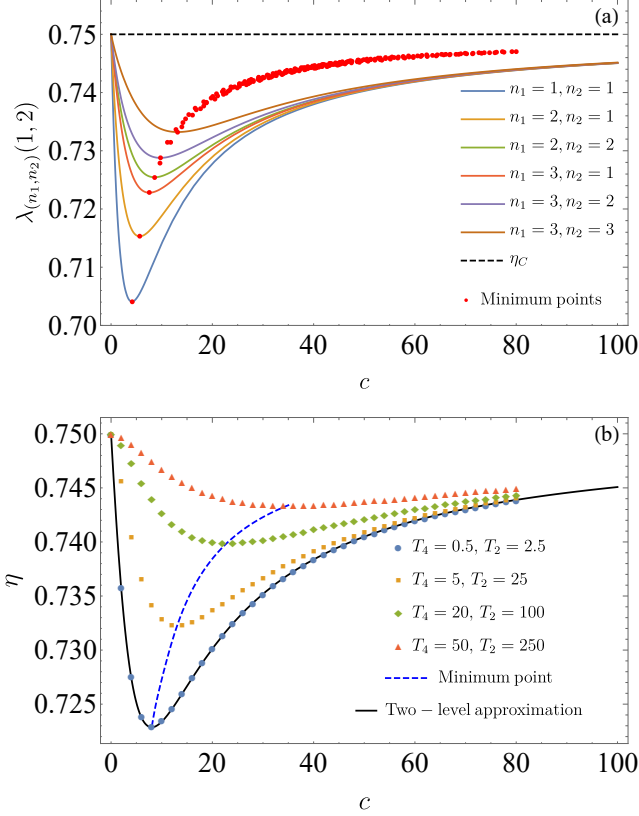 (a)
0.75
0.74
0.73
0.72
0.71
0.70
λ(n₁,n₂)(1, 2)
n₁ = 1, n₂ = 1
n₁ = 2, n₂ = 1
n₁ = 2, n₂ = 2
n₁ = 3, n₂ = 1
n₁ = 3, n₂ = 2
n₁ = 3, n₂ = 3
η_C
Minimum points
0 20 40 60 80 100
c
(b)
0.750
0.745
0.740
0.735
0.730
0.725
η
T₄ = 0.5, T₂ = 2.5
T₄ = 5, T₂ = 25
T₄ = 20, T₂ = 100
T₄ = 50, T₂ = 250
Minimum point
Two − level approximation
0 20 40 60 80 100
c